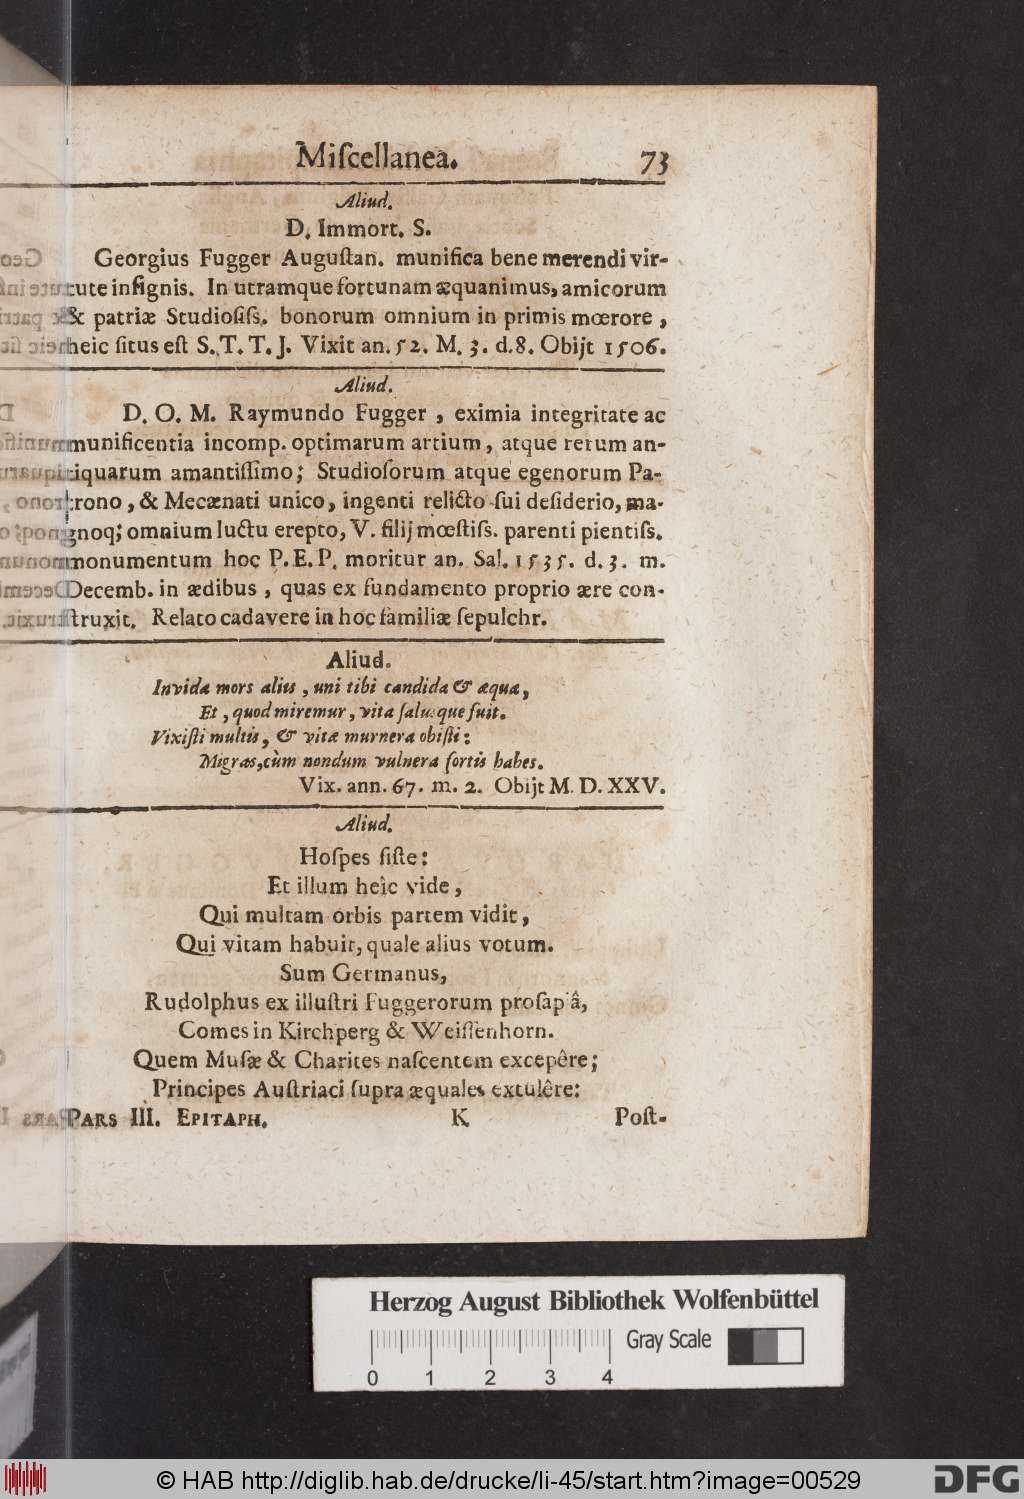 Miſcellanea. 73
Aliud.
D. Immort. S.
Georgius Fugger Auguſtan. munifica bene merendi vir-
tute inſignis. In utramque fortunam æquanimus, amicorum
& patriæ Studioſiſs. bonorum omnium in primis mœrore,
heic ſitus eſt S. T. T. J. Vixit an. 52. M. 3. d. 8. Obijt 1506.
Aliud.
D. O. M. Raymundo Fugger, eximia integritate ac
munificentia incomp. optimarum artium, atque rerum an-
tiquarum amantiſſimo; Studioſorum atque egenorum Pa-
trono, & Mecænati unico, ingenti relicto ſui deſiderio, ma-
gnoq; omnium luctu erepto, V. filij mœſtiſs. parenti pientiſs.
monumentum hoc P. E. P. moritur an. Sal. 1535. d. 3. m.
Decemb. in ædibus, quas ex fundamento proprio ære con-
ſtruxit. Relato cadavere in hoc familiæ ſepulchr.
Aliud.
Invida mors aliis, uni tibi candida & æqua,
Et, quod miremur, vita ſalusque fuit.
Vixiſti multis, & vitæ murnera obiſti:
Migras, cùm nondum vulnera ſortis habes.
Vix. ann. 67. m. 2. Obijt M. D. XXV.
Aliud.
Hoſpes ſiſte:
Et illum heîc vide,
Qui multam orbis partem vidit,
Qui vitam habuit, quale alius votum.
Sum Germanus,
Rudolphus ex illuſtri Fuggerorum proſapiâ,
Comes in Kirchperg & Weiſſenhorn.
Quem Muſæ & Charites naſcentem excepêre;
Principes Auſtriaci ſupra æquales extulêre:
PARS III. EPITAPH. K Poſt-
Herzog August Bibliothek Wolfenbüttel
Gray Scale
0 1 2 3 4
© HAB http://diglib.hab.de/drucke/li-45/start.htm?image=00529
DFG